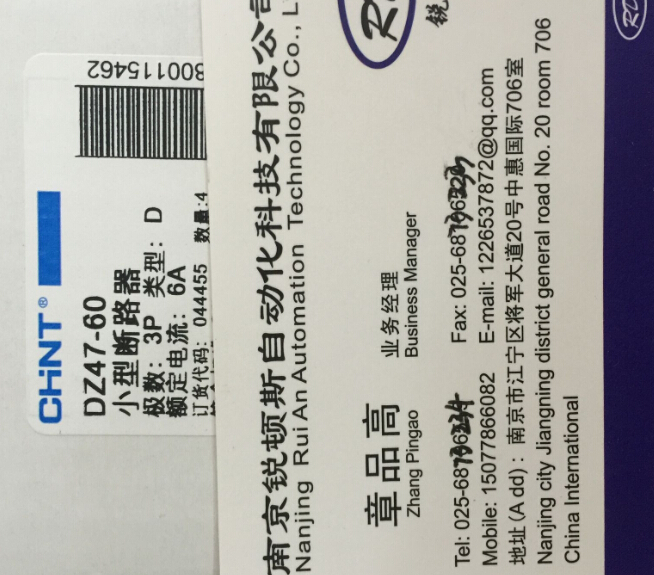 CHNT®
DZ47-60
小型断路器
极数: 3P 类型: D
额定电流: 6A
订货代码: 044455 数量:4
300115462
南京锐顿斯自动化科技有限公司
Nanjing Rui An Automation Technology Co., L
锐
章品高 业务经理
Zhang Pingao Business Manager
Tel: 025-68 Fax: 025-68
Mobile: 15077866082 E-mail: 1226537872@qq.com
地址(A dd) : 南京市江宁区将军大道20号中惠国际706室
Nanjing city Jiangning district general road No. 20 room 706
China International